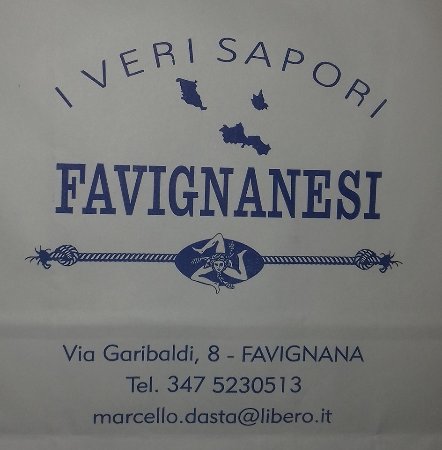 I VERI SAPORI
FAVIGNANESI
Via Garibaldi, 8 - FAVIGNANA
Tel. 347 5230513
marcello.dasta@libero.it